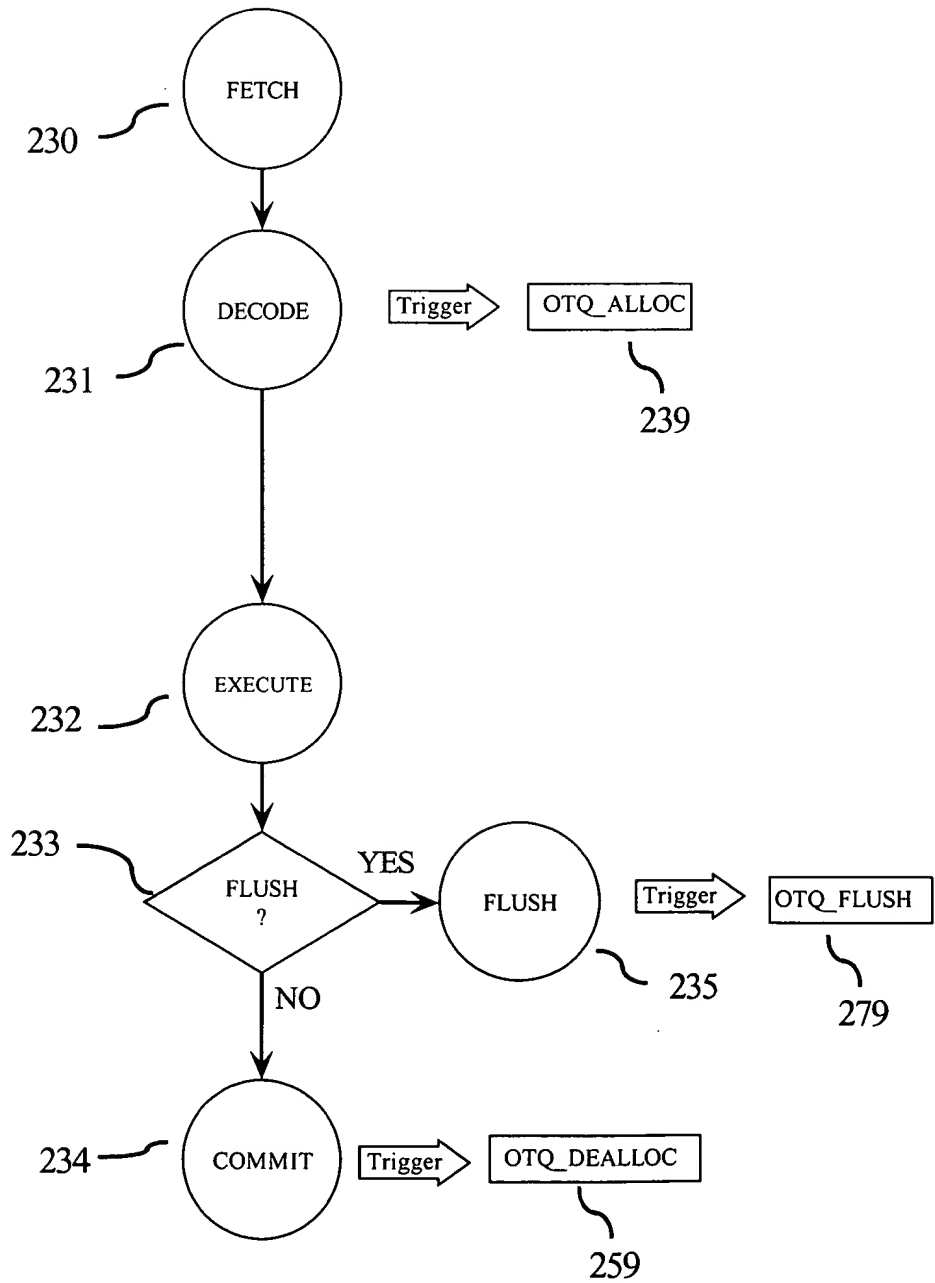 FETCH
230
DECODE
Trigger
OTQ_ALLOC
231
239
EXECUTE
232
233
YES
FLUSH
?
FLUSH
Trigger
OTQ_FLUSH
235
NO
279
234
COMMIT
Trigger
OTQ_DEALLOC
259